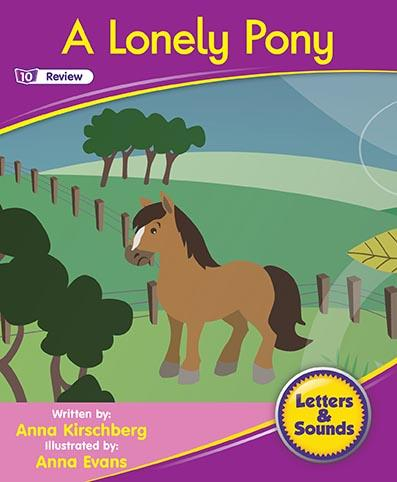 A Lonely Pony
10 Review
Written by:
Anna Kirschberg
Illustrated by:
Anna Evans
Letters
&
Sounds